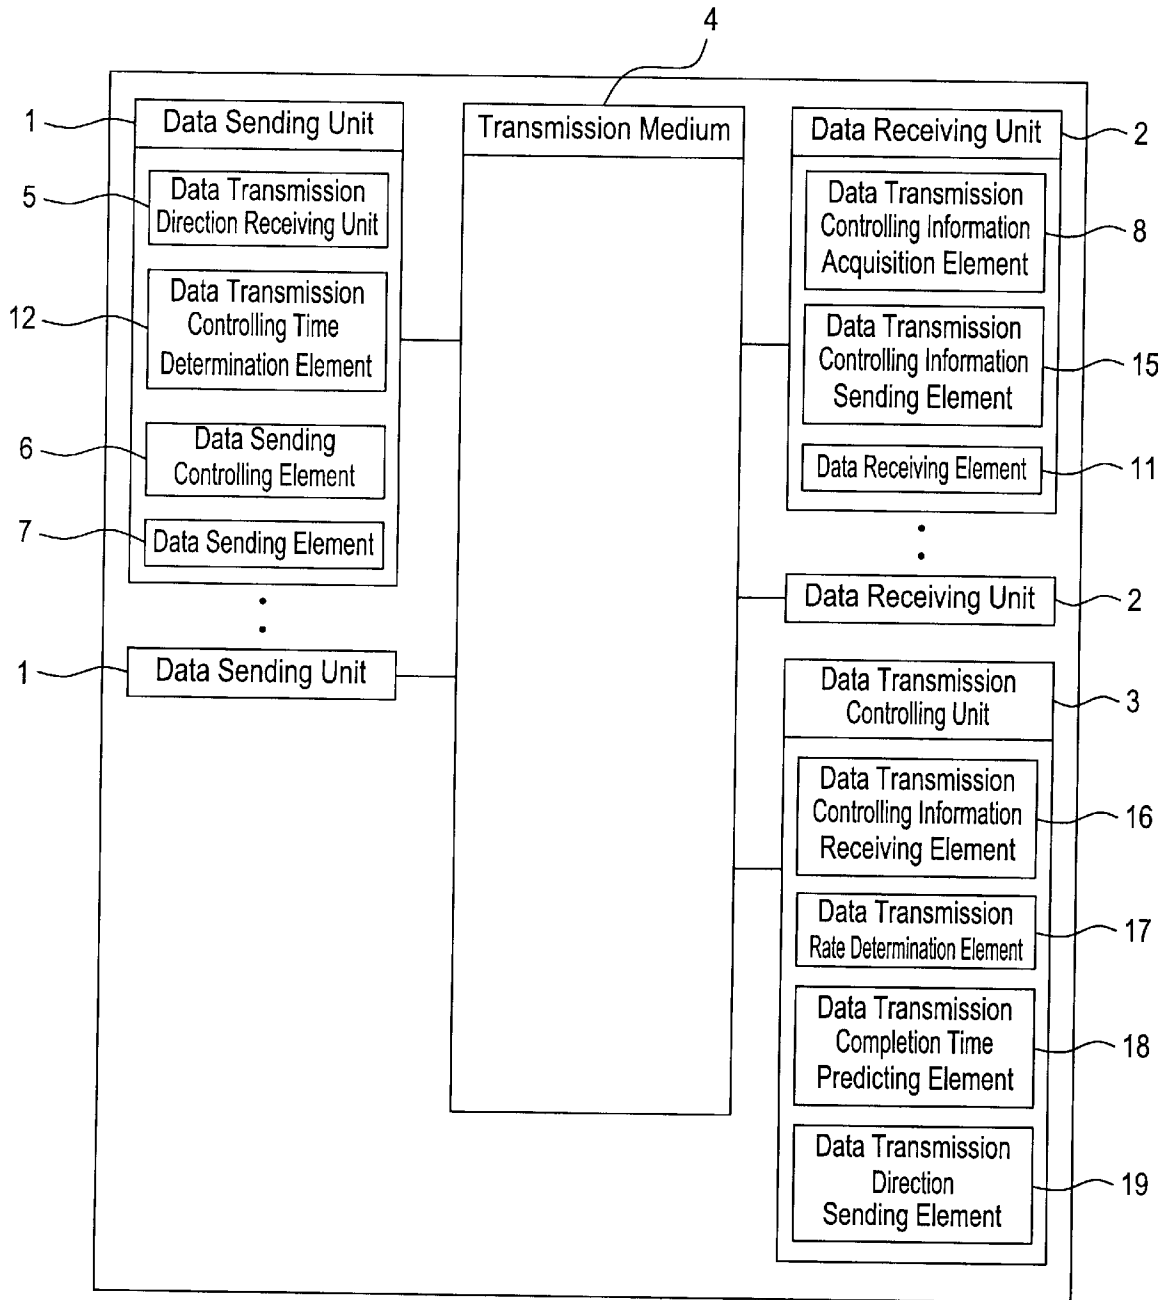 4
1
Data Sending Unit
5
Data Transmission
Direction Receiving Unit
12
Data Transmission
Controlling Time
Determination Element
6
Data Sending
Controlling Element
7
Data Sending Element
1
Data Sending Unit
Transmission Medium
Data Receiving Unit
2
Data Transmission
Controlling Information
Acquisition Element
8
Data Transmission
Controlling Information
Sending Element
15
Data Receiving Element
11
Data Receiving Unit
2
Data Transmission
Controlling Unit
3
Data Transmission
Controlling Information
Receiving Element
16
Data Transmission
Rate Determination Element
17
Data Transmission
Completion Time
Predicting Element
18
Data Transmission
Direction
Sending Element
19